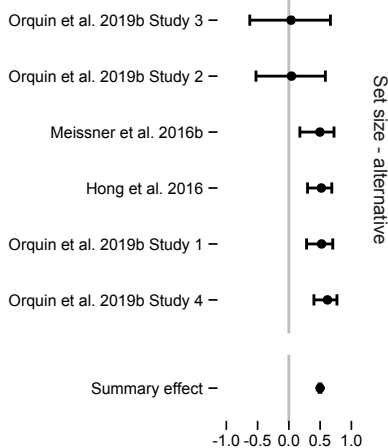 Orquin et al. 2019b Study 3
Orquin et al. 2019b Study 2
Meissner et al. 2016b
Hong et al. 2016
Orquin et al. 2019b Study 1
Orquin et al. 2019b Study 4
Summary effect
-1.0 -0.5 0.0 0.5 1.0
Set size - alternative